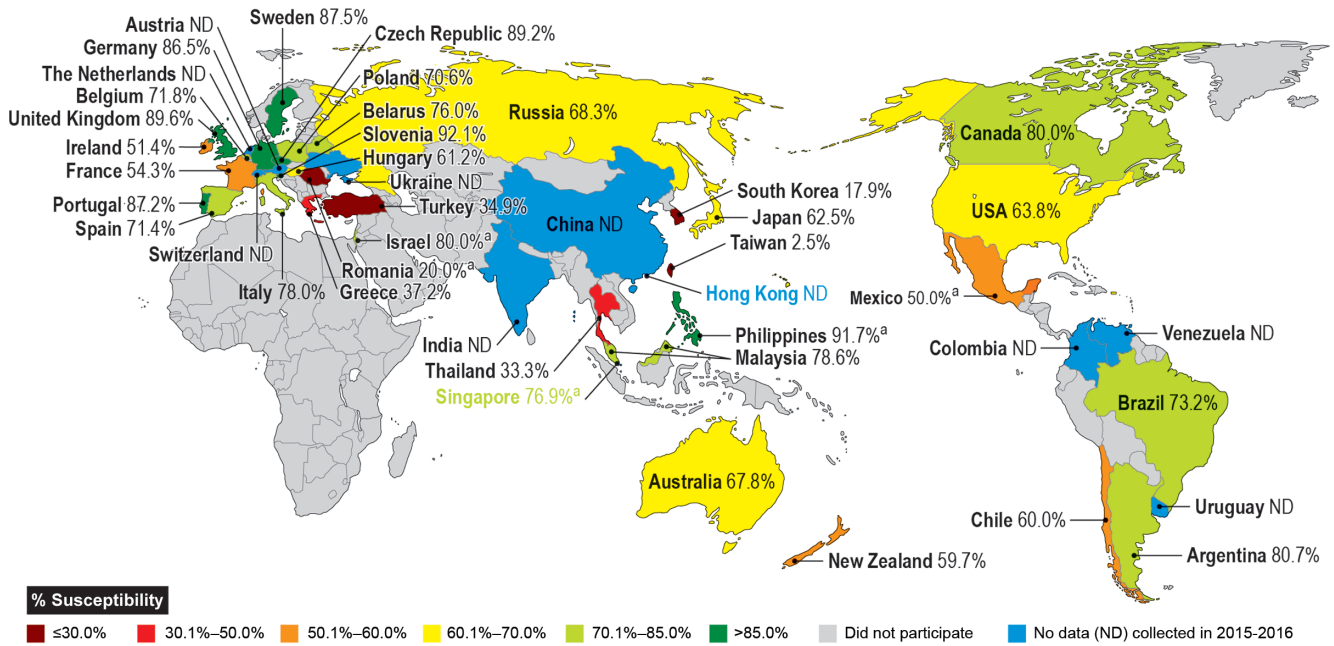 Sweden 87.5%
Austria ND
Czech Republic 89.2%
Germany 86.5%
The Netherlands ND
Poland 70.6%
Belgium 71.8%
Belarus 76.0%
Russia 68.3%
United Kingdom 89.6%
Slovenia 92.1%
Canada 80.0%
Ireland 51.4%
Hungary 61.2%
France 54.3%
Ukraine ND
South Korea 17.9%
Portugal 87.2%
Turkey 34.9%
Japan 62.5%
USA 63.8%
Spain 71.4%
China ND
Israel 80.0%a
Taiwan 2.5%
Switzerland ND
Romania 20.0%a
Italy 78.0%
Greece 37.2%
Hong Kong ND
Mexico 50.0%a
India ND
Philippines 91.7%a
Venezuela ND
Colombia ND
Malaysia 78.6%
Thailand 33.3%
Singapore 76.9%a
Brazil 73.2%
Australia 67.8%
Uruguay ND
Chile 60.0%
New Zealand 59.7%
Argentina 80.7%
% Susceptibility
≤30.0% 30.1%–50.0% 50.1%–60.0% 60.1%–70.0% 70.1%–85.0% >85.0% Did not participate No data (ND) collected in 2015-2016